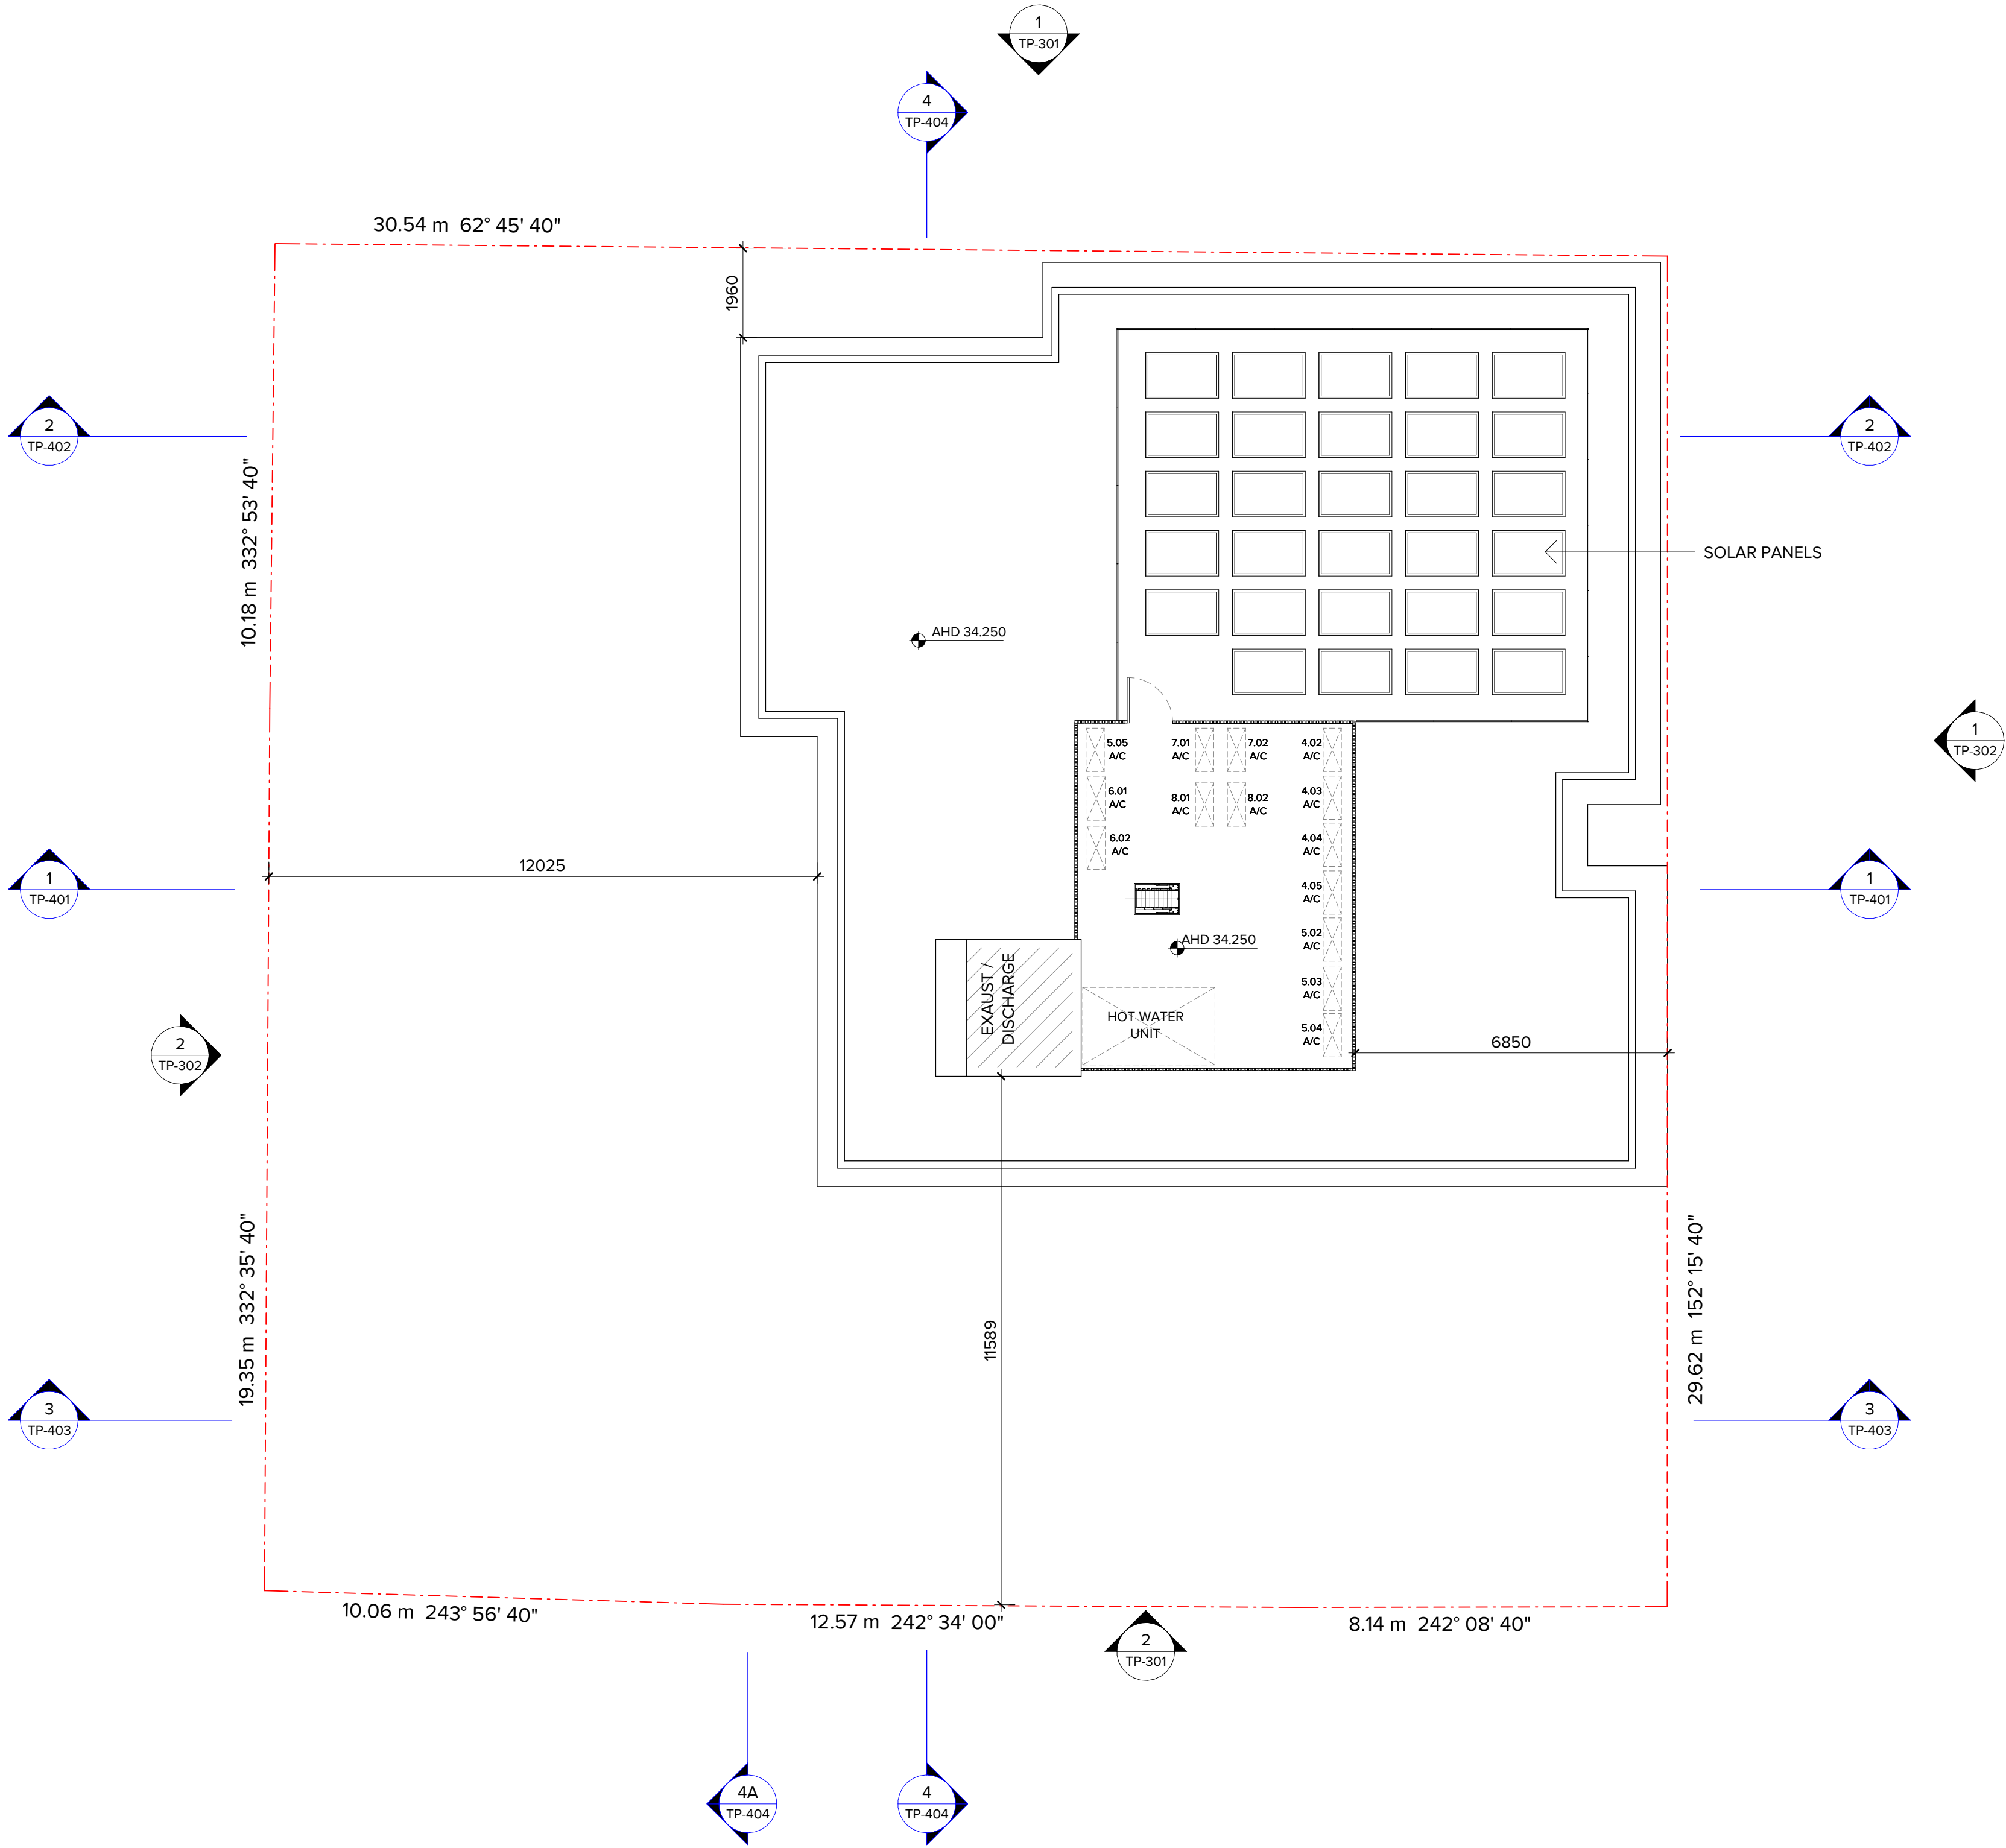 1
TP-301
4
TP-404
30.54 m 62° 45' 40"
1960
2
TP-402
2
TP-402
10.18 m 332° 53' 40"
SOLAR PANELS
AHD 34.250
1
TP-302
5.05
A/C
7.01
A/C
7.02
A/C
4.02
A/C
6.01
A/C
8.01
A/C
8.02
A/C
4.03
A/C
6.02
A/C
4.04
A/C
12025
1
TP-401
1
TP-401
4.05
A/C
5.02
A/C
AHD 34.250
EXAUST /
DISCHARGE
5.03
A/C
HOT WATER
UNIT
5.04
A/C
6850
2
TP-302
19.35 m 332° 35' 40"
29.62 m 152° 15' 40"
11589
3
TP-403
3
TP-403
10.06 m 243° 56' 40"
12.57 m 242° 34' 00"
8.14 m 242° 08' 40"
2
TP-301
4A
TP-404
4
TP-404